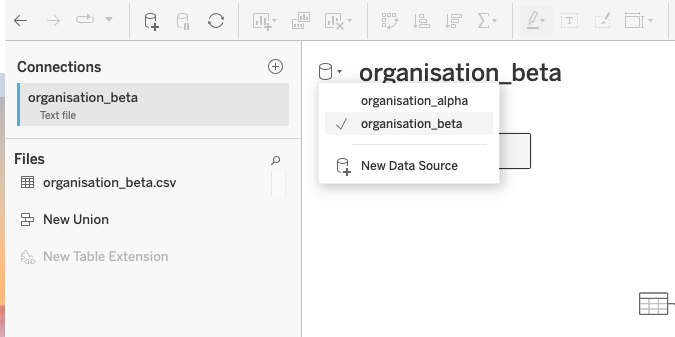 Connections
organisation_beta
Text file
Files
organisation_beta.csv
New Union
New Table Extension
organisation_beta
organisation_alpha
organisation_beta
New Data Source